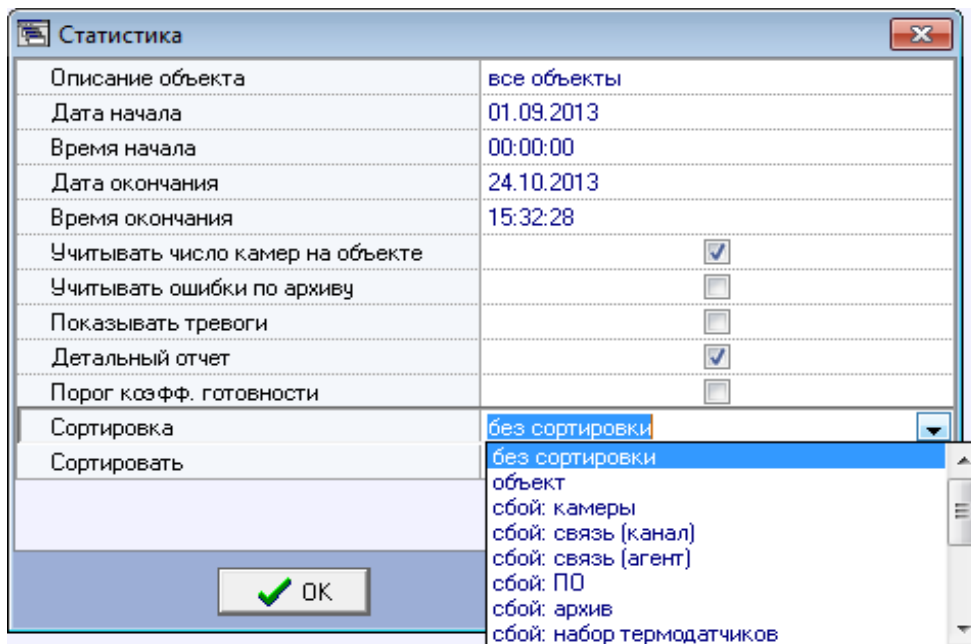 Статистика
Описание объекта все объекты
Дата начала 01.09.2013
Время начала 00:00:00
Дата окончания 24.10.2013
Время окончания 15:32:28
Учитывать число камер на объекте
Учитывать ошибки по архиву
Показывать тревоги
Детальный отчет
Порог коэфф. готовности
Сортировка без сортировки
Сортировать
без сортировки
объект
сбой: камеры
сбой: связь (канал)
сбой: связь (агент)
сбой: ПО
сбой: архив
сбой: набор термодатчиков
OK